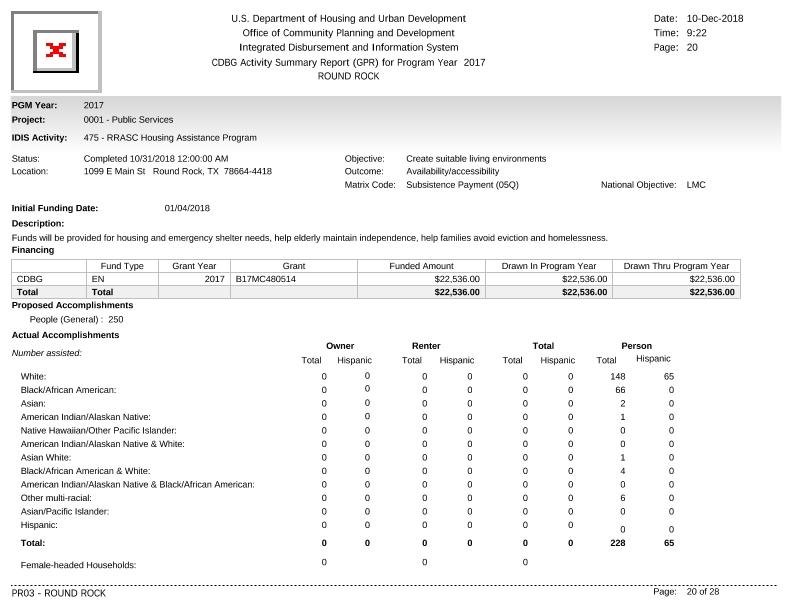 U.S. Department of Housing and Urban Development
Office of Community Planning and Development
Integrated Disbursement and Information System
CDBG Activity Summary Report (GPR) for Program Year 2017
ROUND ROCK
Date: 10-Dec-2018
Time: 9:22
Page: 20
PGM Year: 2017
Project: 0001 - Public Services
IDIS Activity: 475 - RRASC Housing Assistance Program
Status: Completed 10/31/2018 12:00:00 AM Objective: Create suitable living environments
Location: 1099 E Main St Round Rock, TX 78664-4418 Outcome: Availability/accessibility
Matrix Code: Subsistence Payment (05Q) National Objective: LMC
Initial Funding Date: 01/04/2018
Description:
Funds will be provided for housing and emergency shelter needs, help elderly maintain independence, help families avoid eviction and homelessness.
Financing
Fund Type Grant Year Grant Funded Amount Drawn In Program Year Drawn Thru Program Year
CDBG EN 2017 B17MC480514 $22,536.00 $22,536.00 $22,536.00
Total Total $22,536.00 $22,536.00 $22,536.00
Proposed Accomplishments
People (General) : 250
Actual Accomplishments
Number assisted: Owner Renter Total Person
Total Hispanic Total Hispanic Total Hispanic Total Hispanic
White: 0 0 0 0 0 0 148 65
Black/African American: 0 0 0 0 0 0 66 0
Asian: 0 0 0 0 0 0 2 0
American Indian/Alaskan Native: 0 0 0 0 0 0 1 0
Native Hawaiian/Other Pacific Islander: 0 0 0 0 0 0 0 0
American Indian/Alaskan Native & White: 0 0 0 0 0 0 0 0
Asian White: 0 0 0 0 0 0 1 0
Black/African American & White: 0 0 0 0 0 0 4 0
American Indian/Alaskan Native & Black/African American: 0 0 0 0 0 0 0 0
Other multi-racial: 0 0 0 0 0 0 6 0
Asian/Pacific Islander: 0 0 0 0 0 0 0 0
Hispanic: 0 0 0 0 0 0 0 0
Total: 0 0 0 0 0 0 228 65
Female-headed Households: 0 0 0
PR03 - ROUND ROCK Page: 20 of 28